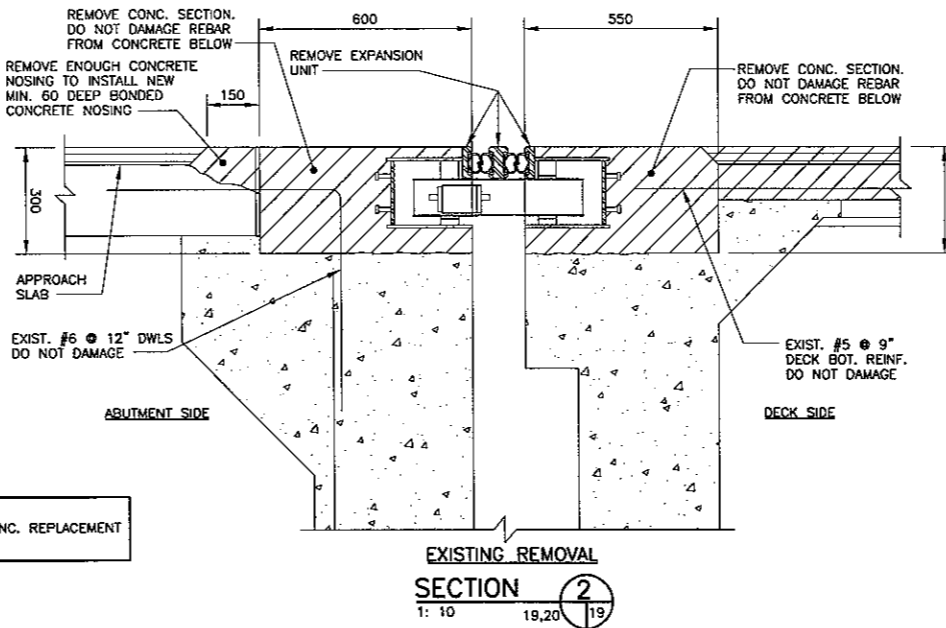 REMOVE CONC. SECTION.
DO NOT DAMAGE REBAR
FROM CONCRETE BELOW
600
550
REMOVE ENOUGH CONCRETE
NOSING TO INSTALL NEW
MIN. 60 DEEP BONDED
CONCRETE NOSING
150
REMOVE EXPANSION
UNIT
REMOVE CONC. SECTION.
DO NOT DAMAGE REBAR
FROM CONCRETE BELOW
300
APPROACH
SLAB
EXIST. #6 @ 12" DWLS
DO NOT DAMAGE
EXIST. #5 @ 9"
DECK BOT. REINF.
DO NOT DAMAGE
ABUTMENT SIDE
DECK SIDE
NC. REPLACEMENT
EXISTING REMOVAL
SECTION 2
1: 10 19,20 19